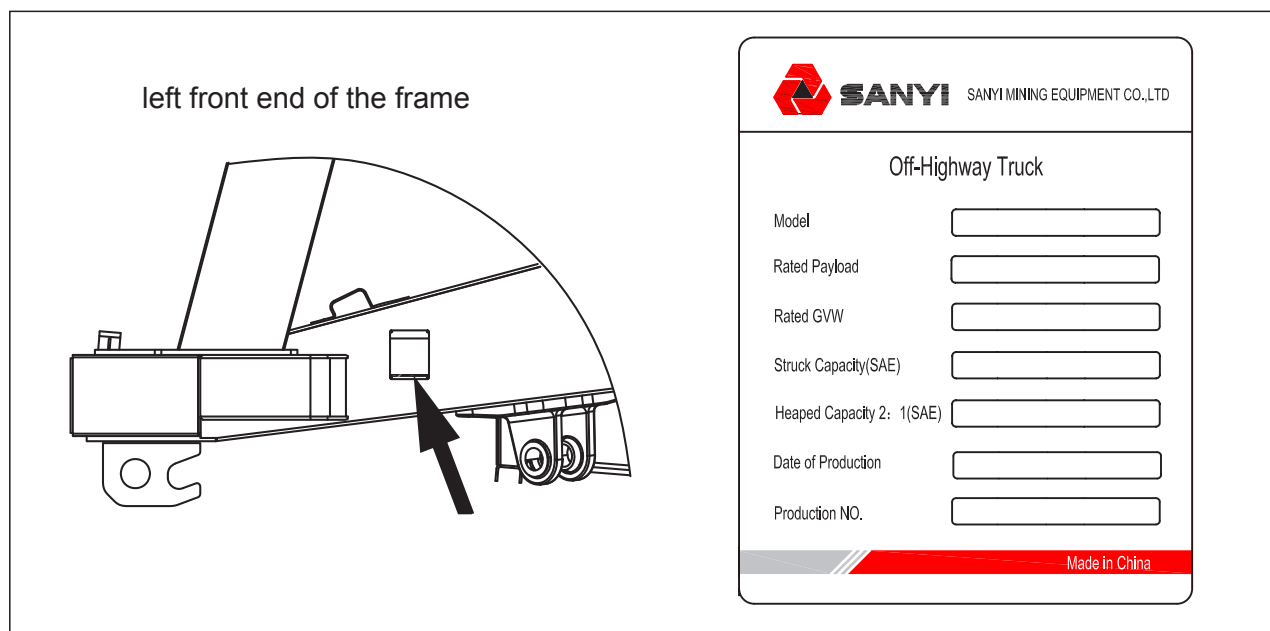 left front end of the frame
SANYI SANYI MINING EQUIPMENT CO.,LTD
Off-Highway Truck
Model
Rated Payload
Rated GVW
Struck Capacity(SAE)
Heaped Capacity 2：1(SAE)
Date of Production
Production NO.
Made in China